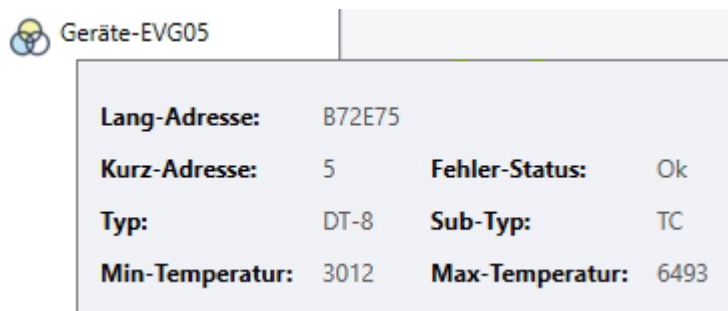 Geräte-EVG05
Lang-Adresse: B72E75
Kurz-Adresse: 5 Fehler-Status: Ok
Typ: DT-8 Sub-Typ: TC
Min-Temperatur: 3012 Max-Temperatur: 6493